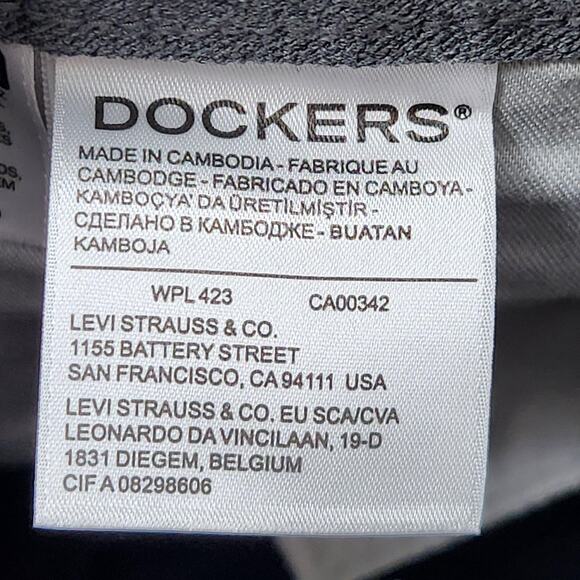 DOCKERS®
MADE IN CAMBODIA - FABRIQUE AU
CAMBODGE - FABRICADO EN CAMBOYA -
KAMBOÇYA' DA ÜRETILMIŞTIR -
СДЕЛАНО В КАМБОДЖЕ - BUATAN
KAMBOJA
WPL 423 CA00342
LEVI STRAUSS & CO.
1155 BATTERY STREET
SAN FRANCISCO, CA 94111 USA
LEVI STRAUSS & CO. EU SCA/CVA
LEONARDO DA VINCILAAN, 19-D
1831 DIEGEM, BELGIUM
CIF A 08298606